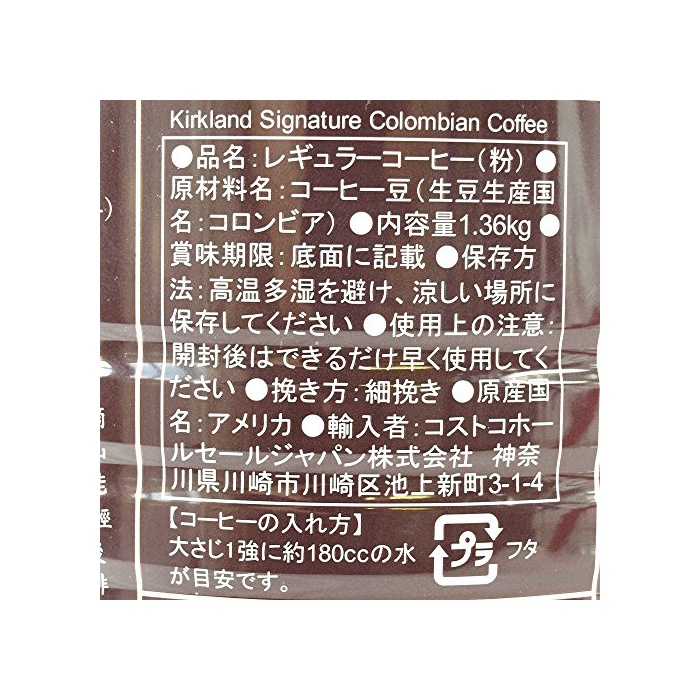 Kirkland Signature Colombian Coffee
●品名:レギュラーコーヒー(粉) ●
原材料名:コーヒー豆(生豆生産国
名:コロンビア) ●内容量1.36kg ●
賞味期限:底面に記載 ●保存方
法:高温多湿を避け、涼しい場所に
保存してください ●使用上の注意:
開封後はできるだけ早く使用してく
ださい ●挽き方:細挽き ●原産国
名:アメリカ ●輸入者:コストコホー
ルセールジャパン株式会社 神奈
川県川崎市川崎区池上新町3-1-4
【コーヒーの入れ方】
大さじ1強に約180ccの水
が目安です。
プラ フタ